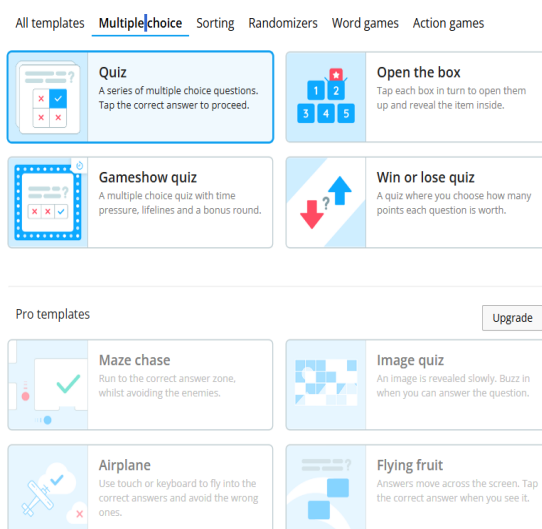 All templates Multiple choice Sorting Randomizers Word games Action games
Quiz
A series of multiple choice questions.
Tap the correct answer to proceed.
Open the box
Tap each box in turn to open them
up and reveal the item inside.
1 2
3 4 5
Gameshow quiz
A multiple choice quiz with time
pressure, lifelines and a bonus round.
Win or lose quiz
A quiz where you choose how many
points each question is worth.
Pro templates
Upgrade
Maze chase
Run to the correct answer zone,
whilst avoiding the enemies.
Image quiz
An image is revealed slowly. Buzz in
when you can answer the question.
Airplane
Use touch or keyboard to fly into the
correct answers and avoid the wrong
ones.
Flying fruit
Answers move across the screen. Tap
the correct answer when you see it.